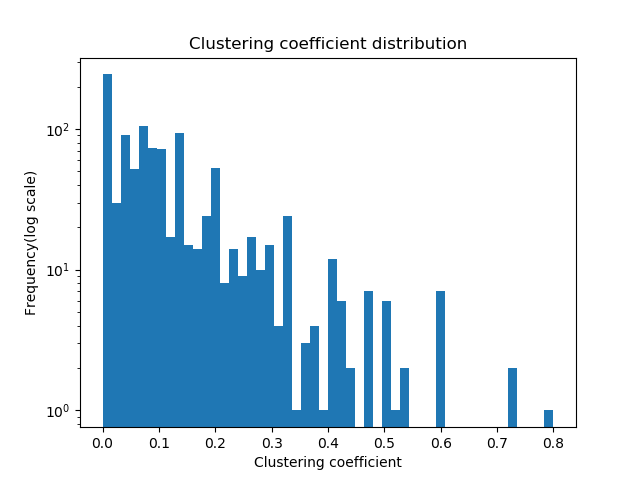 Clustering coefficient distribution
Frequency(log scale)
10²
10¹
10⁰
0.0 0.1 0.2 0.3 0.4 0.5 0.6 0.7 0.8
Clustering coefficient